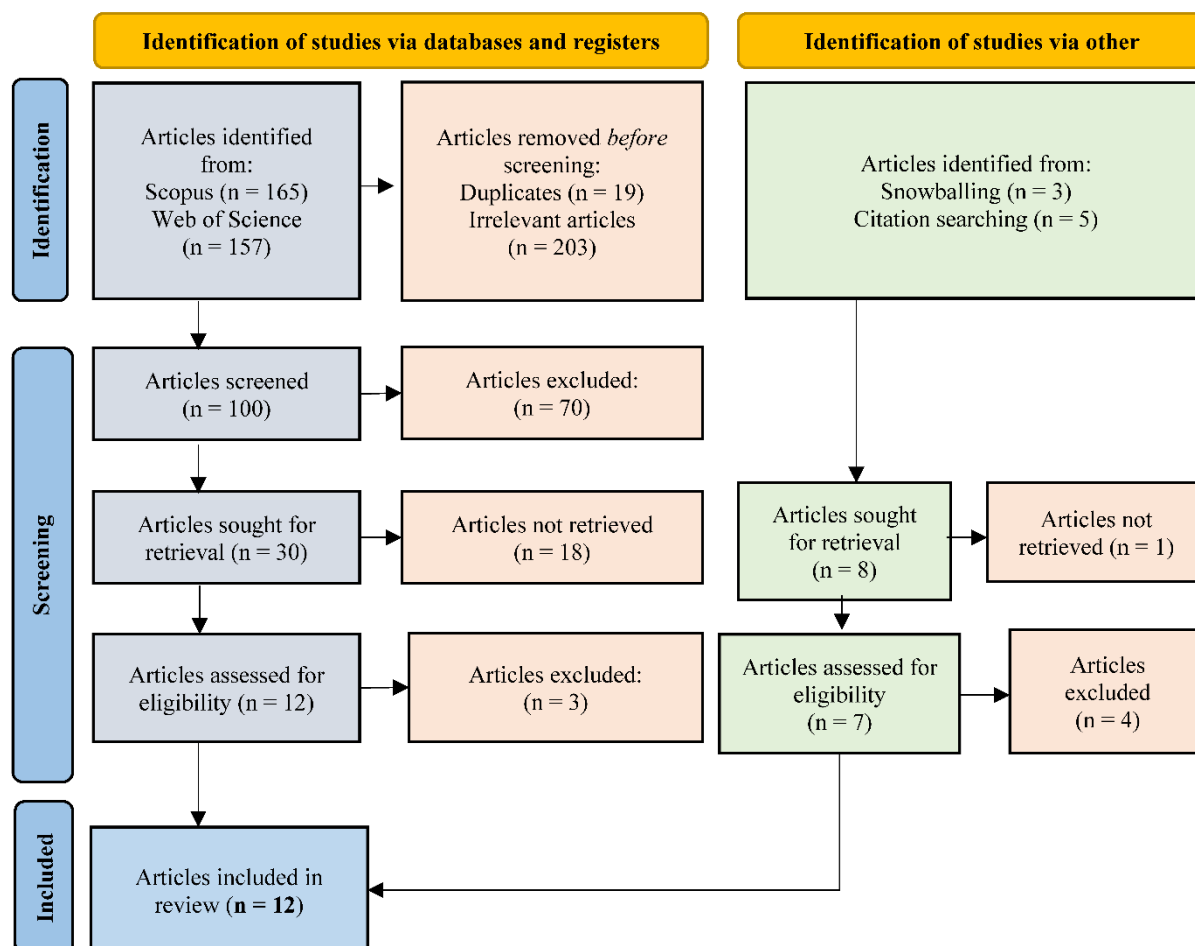 Identification of studies via databases and registers
Identification of studies via other
Identification
Articles identified
from:
Scopus (n = 165)
Web of Science
(n = 157)
Articles removed before
screening:
Duplicates (n = 19)
Irrelevant articles
(n = 203)
Articles identified from:
Snowballing (n = 3)
Citation searching (n = 5)
Screening
Articles screened
(n = 100)
Articles excluded:
(n = 70)
Articles sought for
retrieval (n = 30)
Articles not retrieved
(n = 18)
Articles sought
for retrieval
(n = 8)
Articles not
retrieved (n = 1)
Articles assessed for
eligibility (n = 12)
Articles excluded:
(n = 3)
Articles assessed for
eligibility
(n = 7)
Articles
excluded
(n = 4)
Included
Articles included in
review (n = 12)